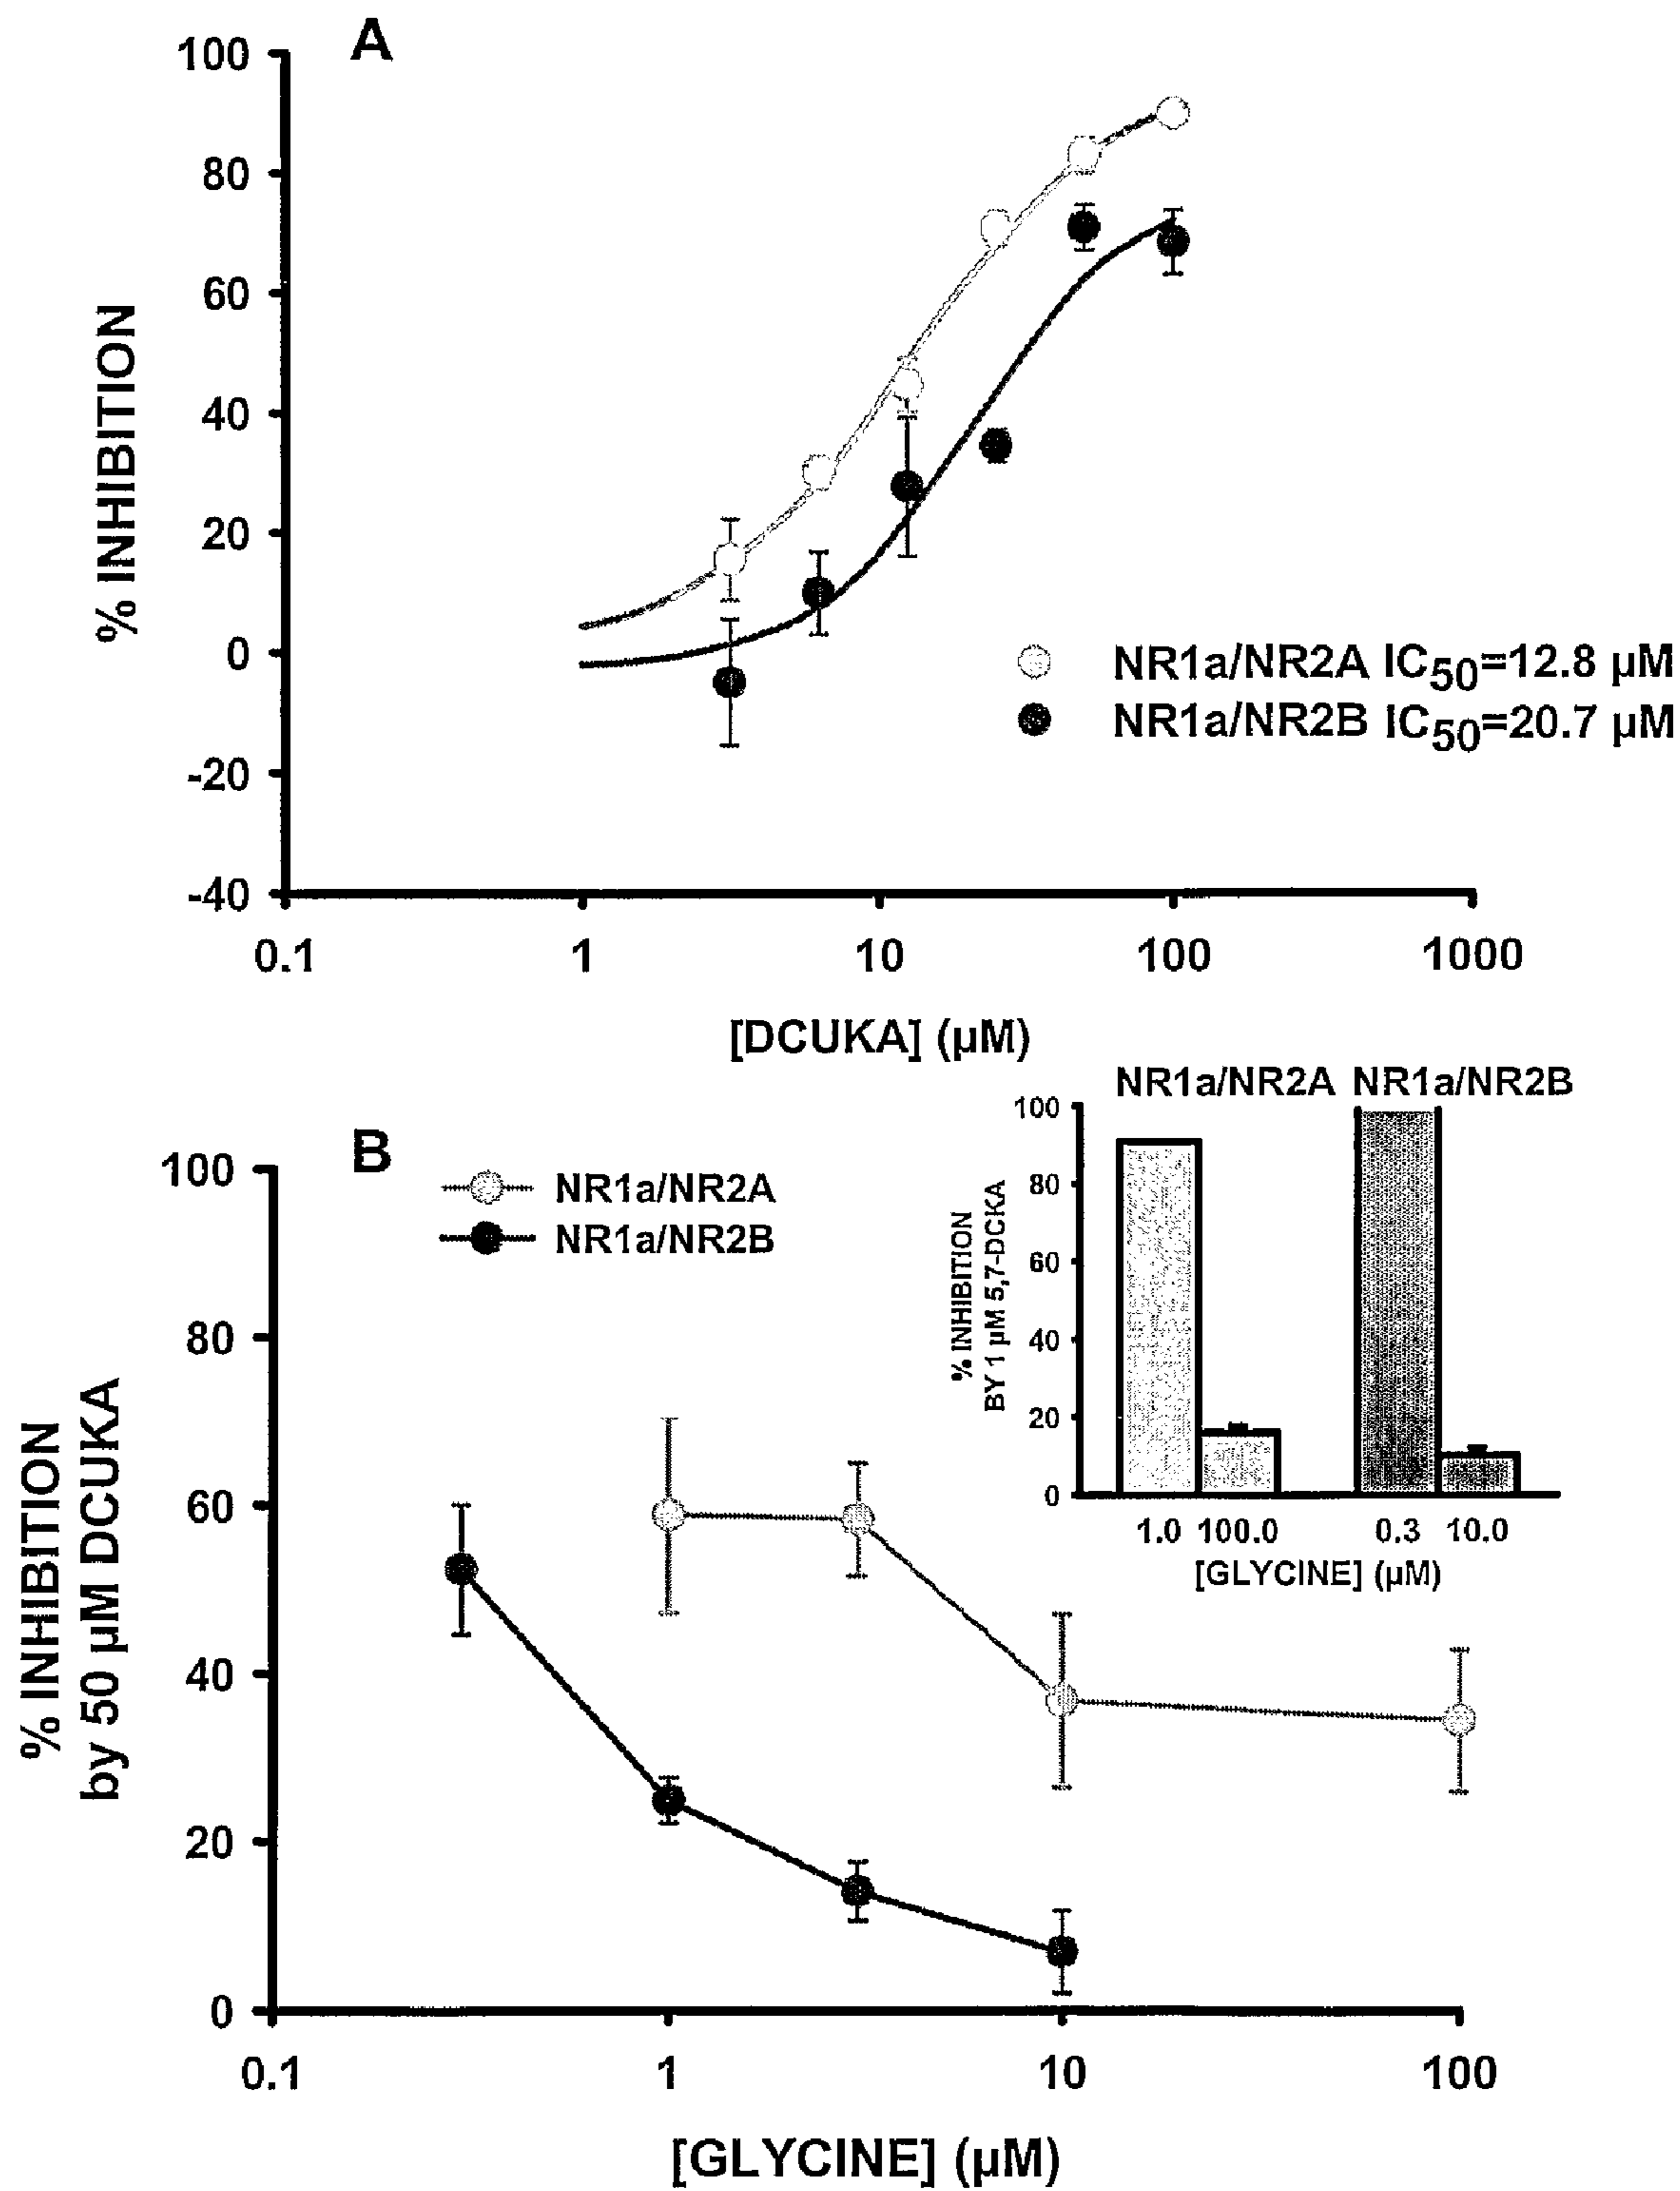 A
100
80
60
40
20
0
-20
-40
% INHIBITION
NR1a/NR2A IC50=12.8 µM
NR1a/NR2B IC50=20.7 µM
0.1 1 10 100 1000
[DCUKA] (µM)
B
NR1a/NR2A
NR1a/NR2B
100
80
60
40
20
0
% INHIBITION
by 50 µM DCUKA
0.1 1 10 100
[GLYCINE] (µM)
NR1a/NR2A NR1a/NR2B
100
80
60
40
20
0
% INHIBITION
BY 1 µM 5,7-DCKA
1.0 100.0 0.3 10.0
[GLYCINE] (µM)